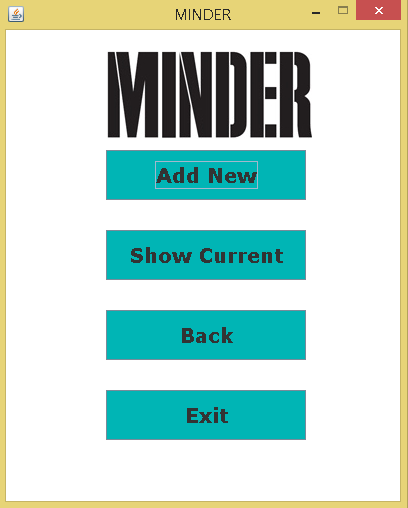 MINDER
MINDER
Add New
Show Current
Back
Exit